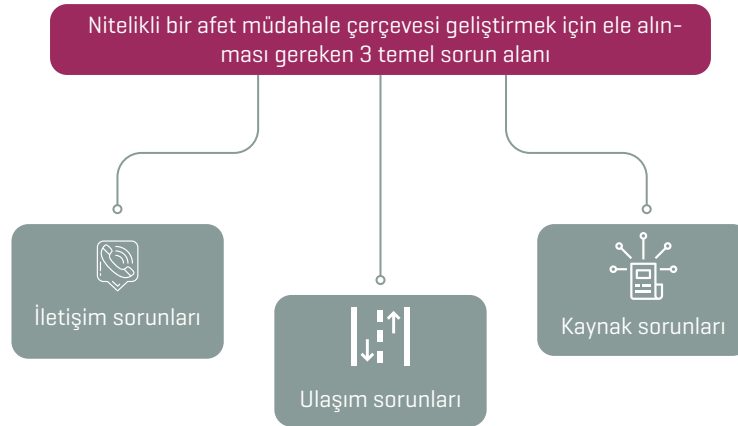 Nitelikli bir afet müdahale çerçevesi geliştirmek için ele alın-
ması gereken 3 temel sorun alanı
İletişim sorunları
Ulaşım sorunları
Kaynak sorunları